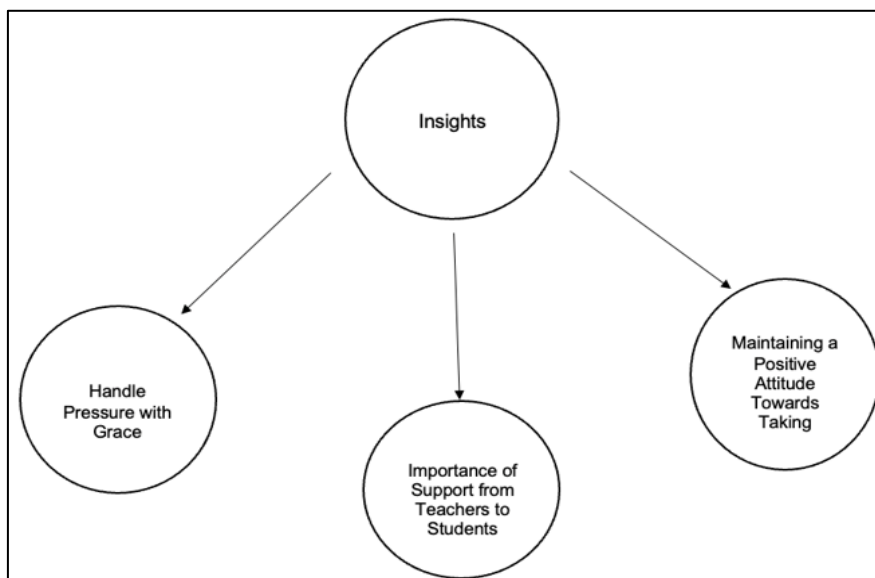 Insights
Handle
Pressure with
Grace
Importance of
Support from
Teachers to
Students
Maintaining a
Positive
Attitude
Towards
Taking